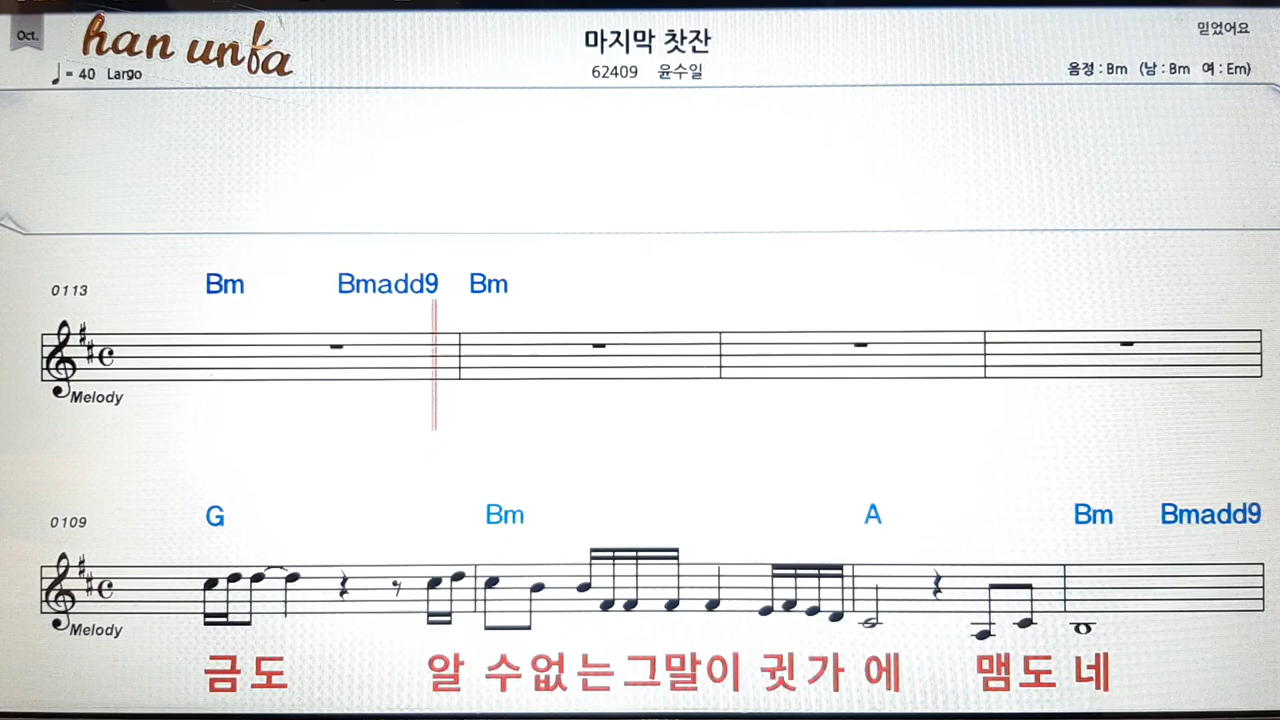 Oct.
han unfa
마지막 찻잔
믿었어요
♩ = 40 Largo
62409 윤수일
음정 : Bm (남 : Bm 여 : Em)
Bm Bmadd9 Bm
0113
Melody
G Bm A Bm Bmadd9
0109
Melody
금도 알 수없는그말이 귓가 에 맴도 네